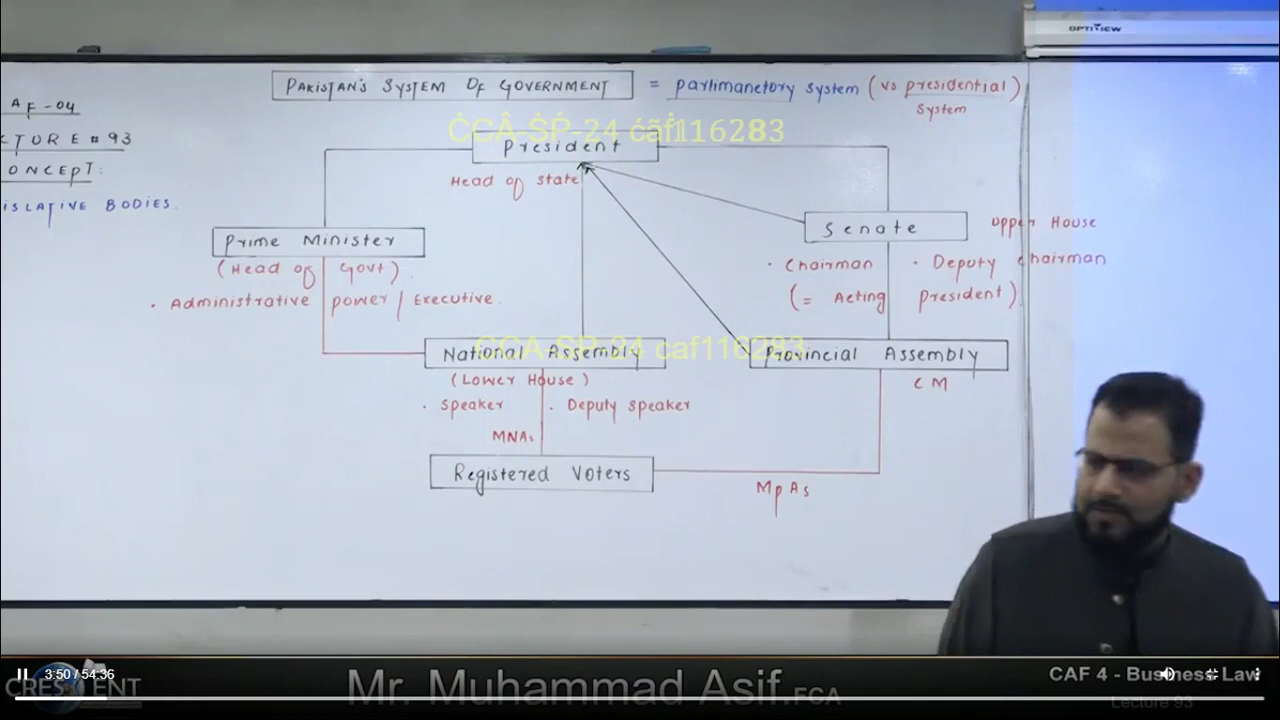 OPTIVIEW
PAKISTAN'S SYSTEM OF GOVERNMENT = parlimanetory system (vs presidential)
system
AF-04
CTURE # 93
ONCEPT:
ISLATIVE BODIES.
CCA-SP-24 caf116283
President
Head of state
Prime Minister
(Head of Govt)
. Administrative power / Executive.
Senate upper House
. Chairman . Deputy chairman
(= Acting president)
CCA-SP-24 caf116283
National Assembly
(Lower House)
. Speaker . Deputy speaker
MNAs
Provincial Assembly
CM
Registered Voters
MPAs
3:50 / 54:36
CRESCENT
Mr. Muhammad Asif.FCA
CAF 4 - Business Law
Lecture 93